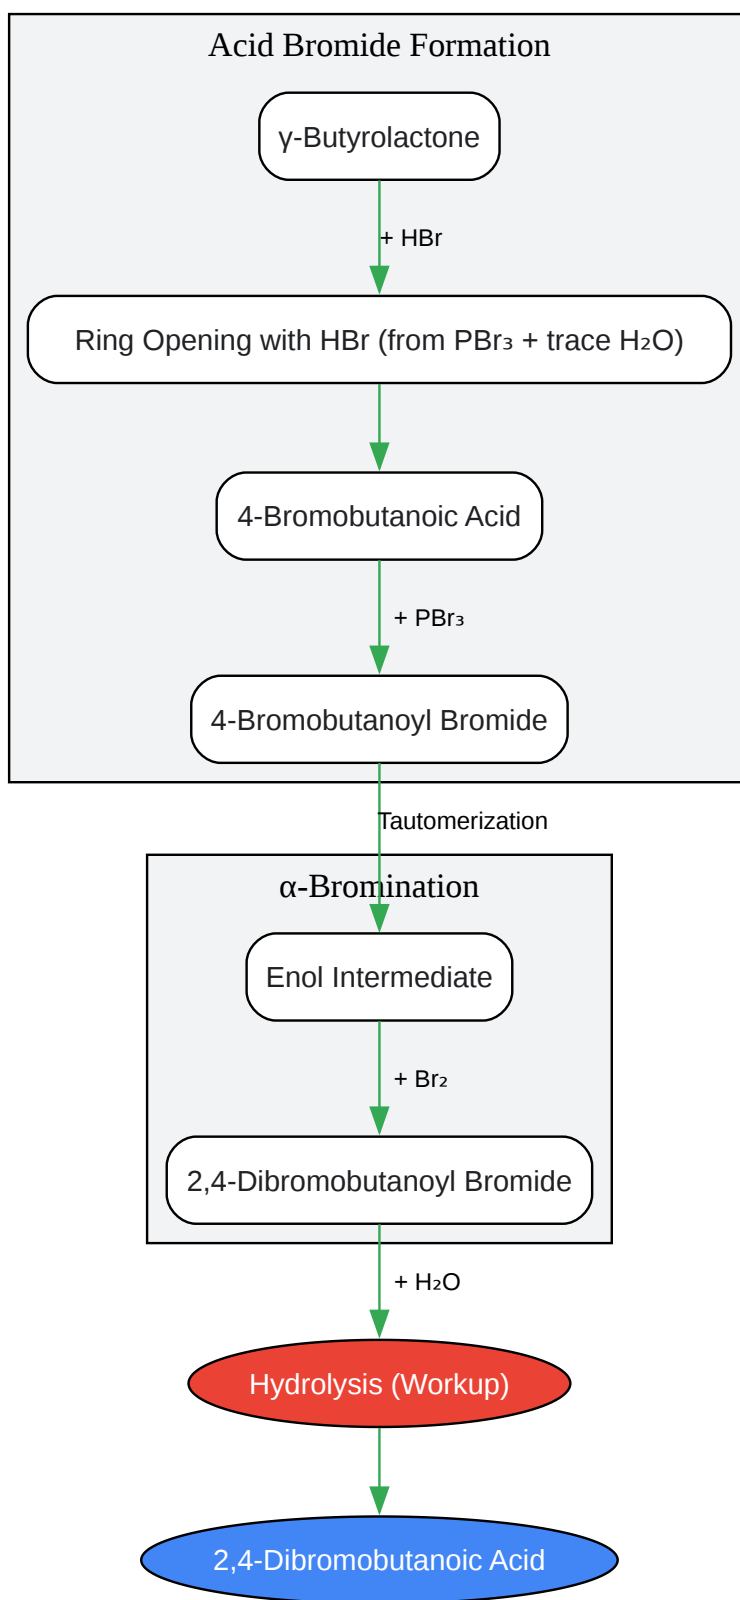 Acid Bromide Formation
γ-Butyrolactone
+ HBr
Ring Opening with HBr (from PBr₃ + trace H₂O)
4-Bromobutanoic Acid
+ PBr₃
4-Bromobutanoyl Bromide
Tautomerization
α-Bromination
Enol Intermediate
+ Br₂
2,4-Dibromobutanoyl Bromide
+ H₂O
Hydrolysis (Workup)
2,4-Dibromobutanoic Acid